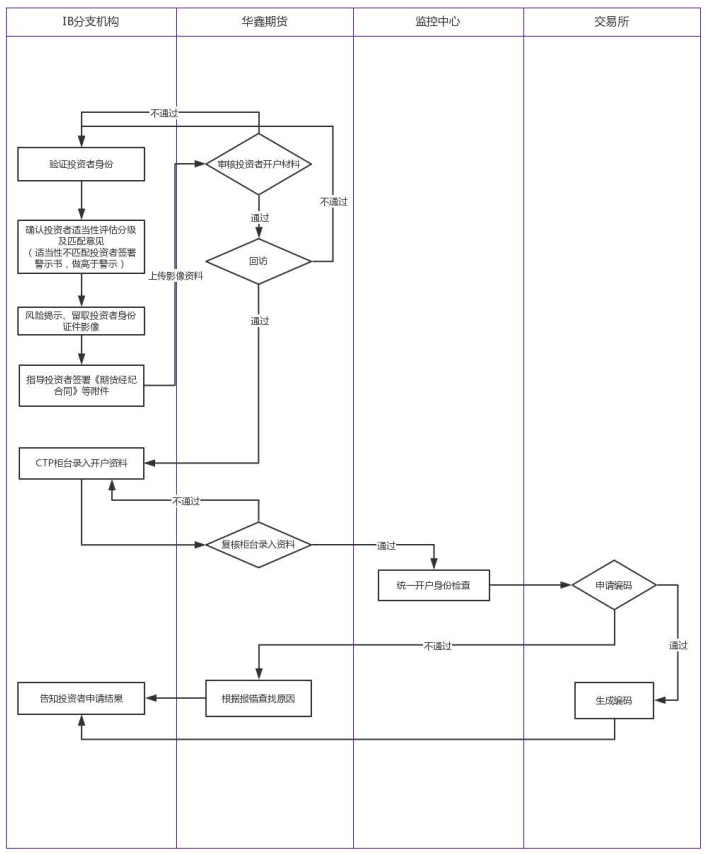 IB分支机构
华鑫期货
监控中心
交易所
不通过
验证投资者身份
审核投资者开户材料
不通过
通过
确认投资者适当性评估分级
及匹配意见
（适当性不匹配投资者签署
警示书，做高于警示）
回访
上传影像资料
风险揭示、留取投资者身份
证件影像
通过
指导投资者签署《期货经纪
合同》等附件
CTP柜台录入开户资料
不通过
复核柜台录入资料
通过
统一开户身份检查
申请编码
不通过
通过
告知投资者申请结果
根据报错查找原因
生成编码